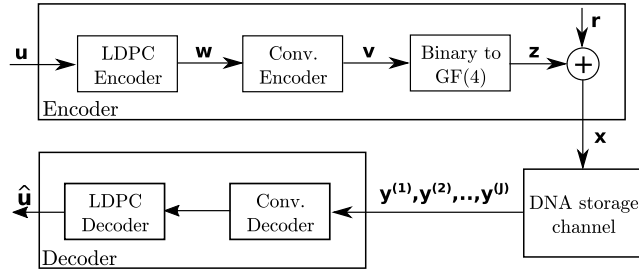 r
u
LDPC
Encoder
w
Conv.
Encoder
v
Binary to
GF(4)
z
+
Encoder
x
LDPC
Decoder
Conv.
Decoder
y(1),y(2),..,y(J)
DNA storage
channel
û
Decoder